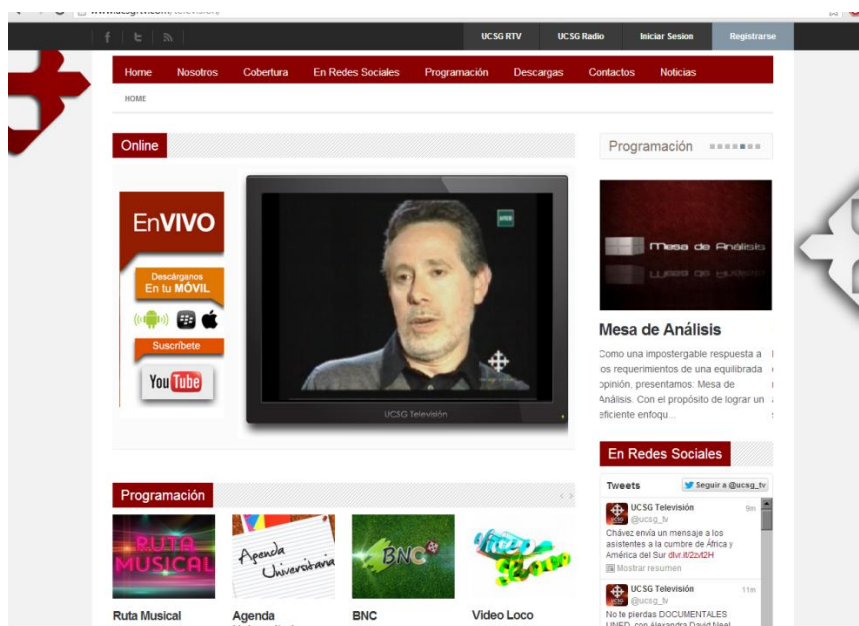 UCSG RTV
UCSG Radio
Iniciar Sesion
Registrarse
Home
Nosotros
Cobertura
En Redes Sociales
Programación
Descargas
Contactos
Noticias
HOME
Online
EnVIVO
Descárganos
En tu MÓVIL
Suscríbete
YouTube
UCSG Televisión
Programación
Mesa de Análisis
Mesa de Análisis
Como una impostergable respuesta a
los requerimientos de una equilibrada
opinión, presentamos: Mesa de
Análisis. Con el propósito de lograr un
eficiente enfoqu...
En Redes Sociales
Tweets
Seguir a @ucsg_tv
UCSG Televisión
9m
@ucsg_tv
Chávez envía un mensaje a los
asistentes a la cumbre de África y
América del Sur dlvr.it/2zvt2H
Mostrar resumen
UCSG Televisión
11m
@ucsg_tv
No te pierdas DOCUMENTALES
UNED, con Alexandra David Neel
Programación
RUTA
MUSICAL
Agenda
Universitaria
BNC
Video
Loco
Ruta Musical
Agenda
BNC
Video Loco